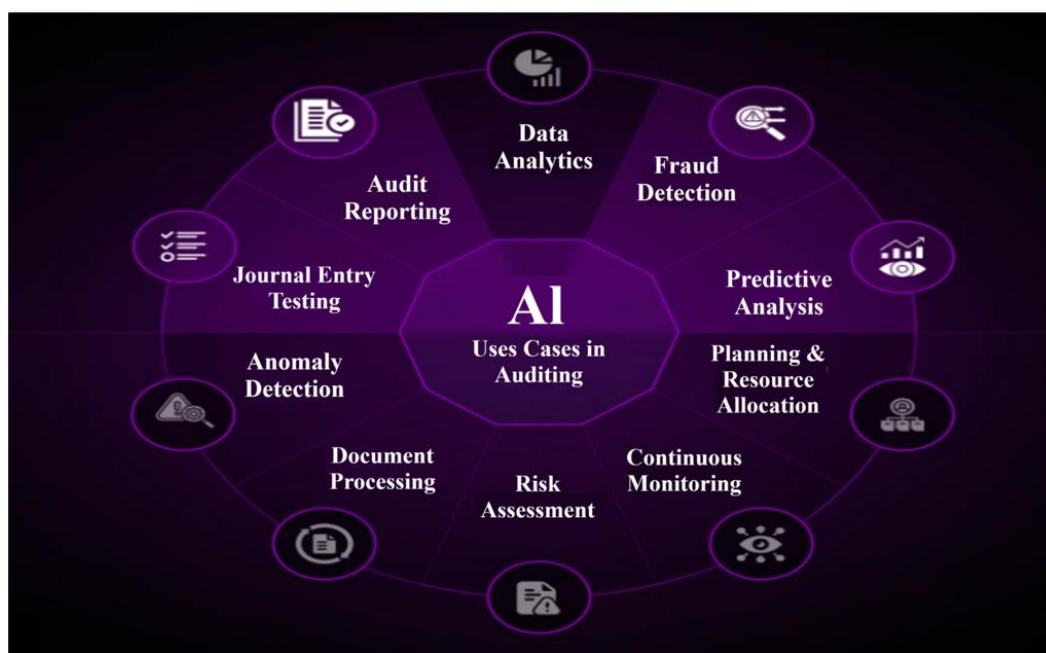 Data
Analytics
Fraud
Detection
Predictive
Analysis
Planning &
Resource
Allocation
Continuous
Monitoring
Risk
Assessment
Document
Processing
Anomaly
Detection
Journal Entry
Testing
Audit
Reporting
AI
Uses Cases in
Auditing